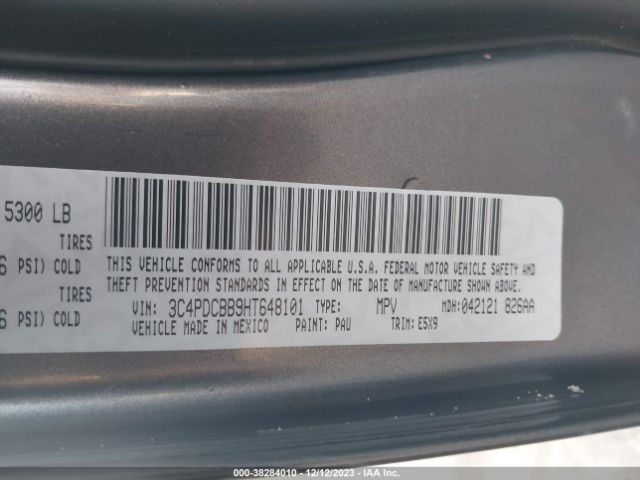 5300 LB
TIRES
PSI) COLD
TIRES
PSI) COLD
THIS VEHICLE CONFORMS TO ALL APPLICABLE U.S.A. FEDERAL MOTOR VEHICLE SAFETY AND
THEFT PREVENTION STANDARDS IN EFFECT ON THE DATE OF MANUFACTURE SHOWN ABOVE.
VIN: 3C4PDCBB9HT648101 TYPE: MPV MDH: 042121 826AA
VEHICLE MADE IN MEXICO PAINT: PAU TRIM: E5X9
000-38284010 - 12/12/2023 - IAA Inc.